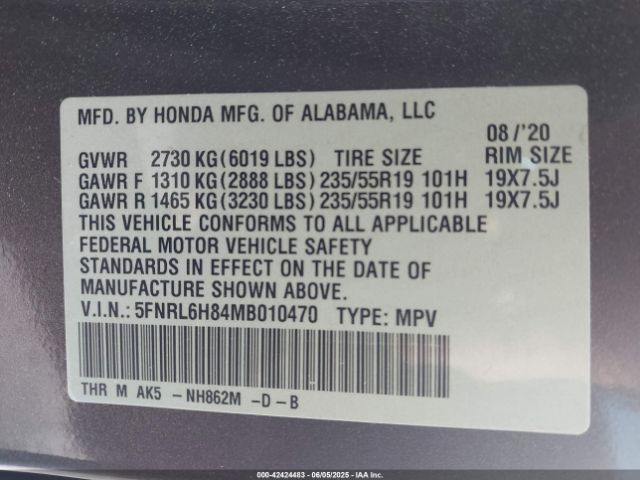 MFD. BY HONDA MFG. OF ALABAMA, LLC
08/'20
GVWR 2730 KG(6019 LBS) TIRE SIZE RIM SIZE
GAWR F 1310 KG(2888 LBS) 235/55R19 101H 19X7.5J
GAWR R 1465 KG(3230 LBS) 235/55R19 101H 19X7.5J
THIS VEHICLE CONFORMS TO ALL APPLICABLE
FEDERAL MOTOR VEHICLE SAFETY
STANDARDS IN EFFECT ON THE DATE OF
MANUFACTURE SHOWN ABOVE.
V.I.N.: 5FNRL6H84MB010470 TYPE: MPV
THR M AK5 -NH862M -D-B
000-42424483 - 06/05/2025 - IAA Inc.